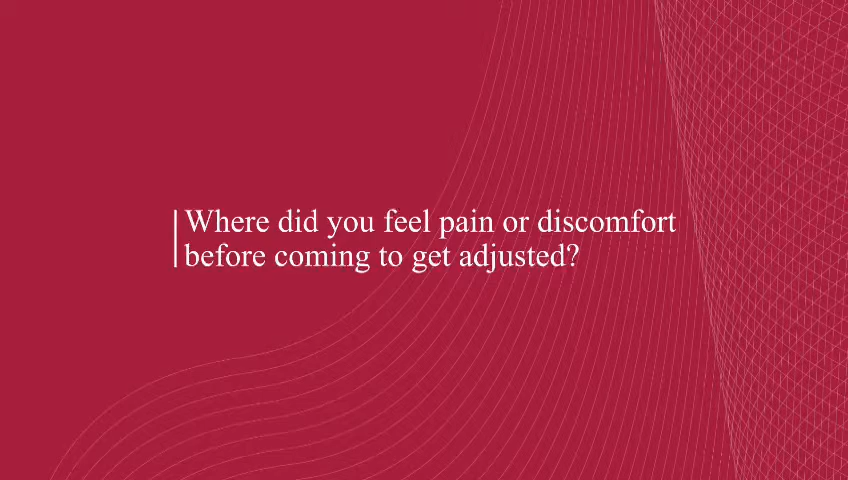 Where did you feel pain or discomfort
before coming to get adjusted?